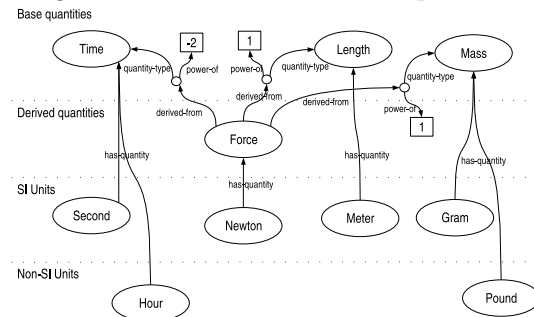 Base quantities
Time
-2
1
Length
Mass
quantity-type
power-of
power-of
quantity-type
quantity-type
derived-from
derived-from
derived-from
power-of
Derived quantities
Force
1
has-quantity
has-quantity
has-quantity
SI Units
has-quantity
Second
Newton
Meter
Gram
Non-SI Units
Hour
Pound